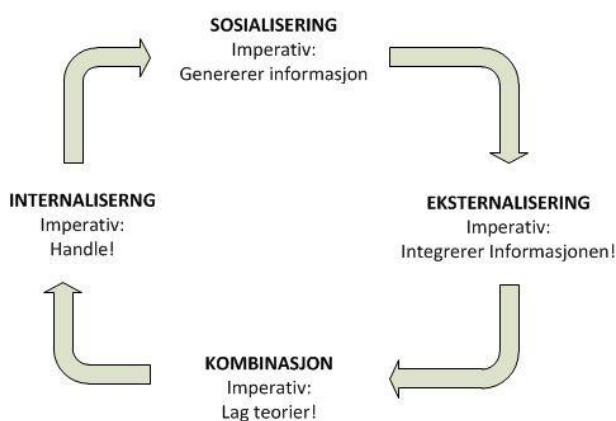 SOSIALISERING
Imperativ:
Genererer informasjon
INTERNALISERNG
Imperativ:
Handle!
EKSTERNALISERING
Imperativ:
Integrerer Informasjonen!
KOMBINASJON
Imperativ:
Lag teorier!